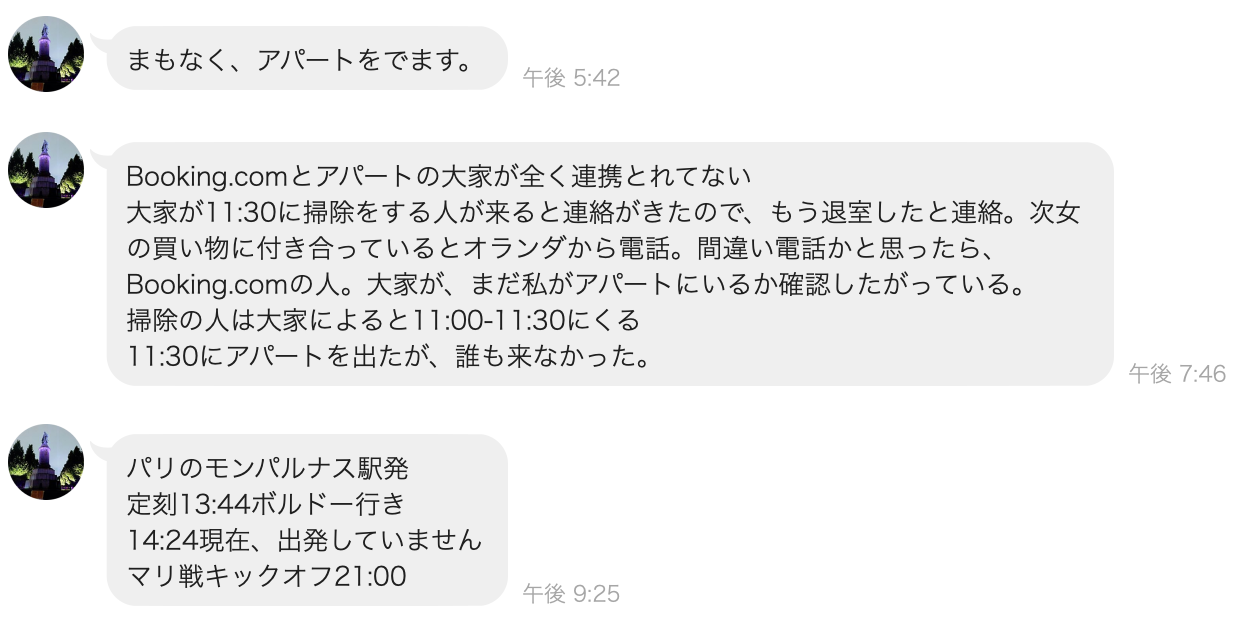 まもなく、アパートをでます。
午後 5:42
Booking.comとアパートの大家が全く連携とれてない
大家が11:30に掃除をする人が来ると連絡がきたので、もう退室したと連絡。次女
の買い物に付き合っているとオランダから電話。間違い電話かと思ったら、
Booking.comの人。大家が、まだ私がアパートにいるか確認したがっている。
掃除の人は大家によると11:00-11:30にくる
11:30にアパートを出たが、誰も来なかった。
午後 7:46
パリのモンパルナス駅発
定刻13:44ボルドー行き
14:24現在、出発していません
マリ戦キックオフ21:00
午後 9:25